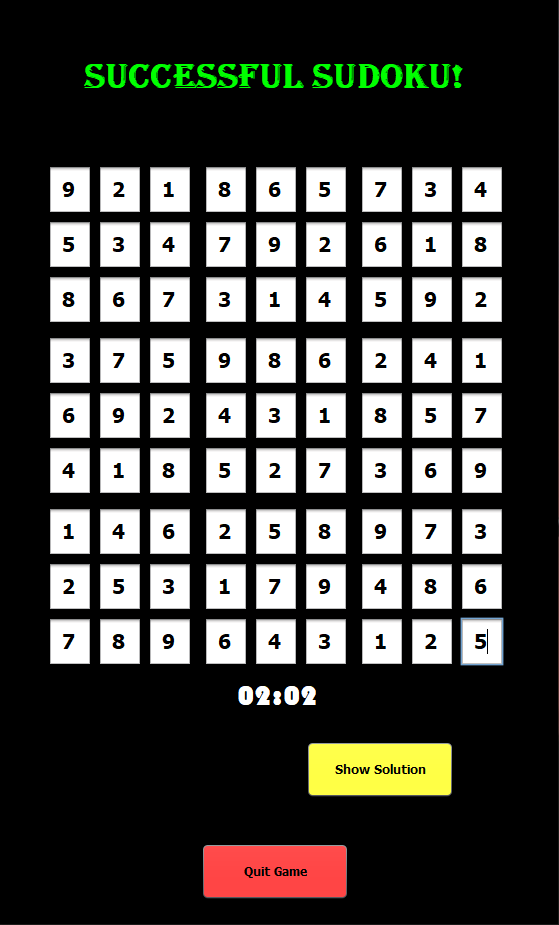 SUCCESSFUL SUDOKU!
9 2 1 8 6 5 7 3 4
5 3 4 7 9 2 6 1 8
8 6 7 3 1 4 5 9 2
3 7 5 9 8 6 2 4 1
6 9 2 4 3 1 8 5 7
4 1 8 5 2 7 3 6 9
1 4 6 2 5 8 9 7 3
2 5 3 1 7 9 4 8 6
7 8 9 6 4 3 1 2 5
02:02
Show Solution
Quit Game